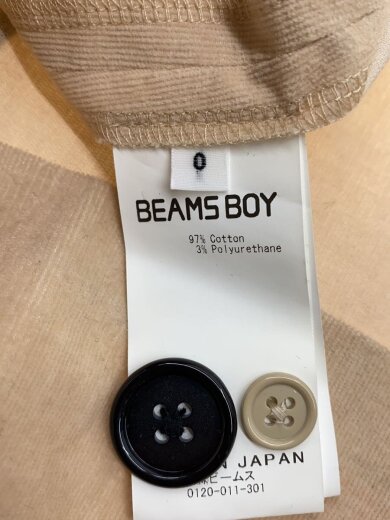 0
BEAMS BOY
97% Cotton
3% Polyurethane
N JAPAN
ビームス
0120-011-301